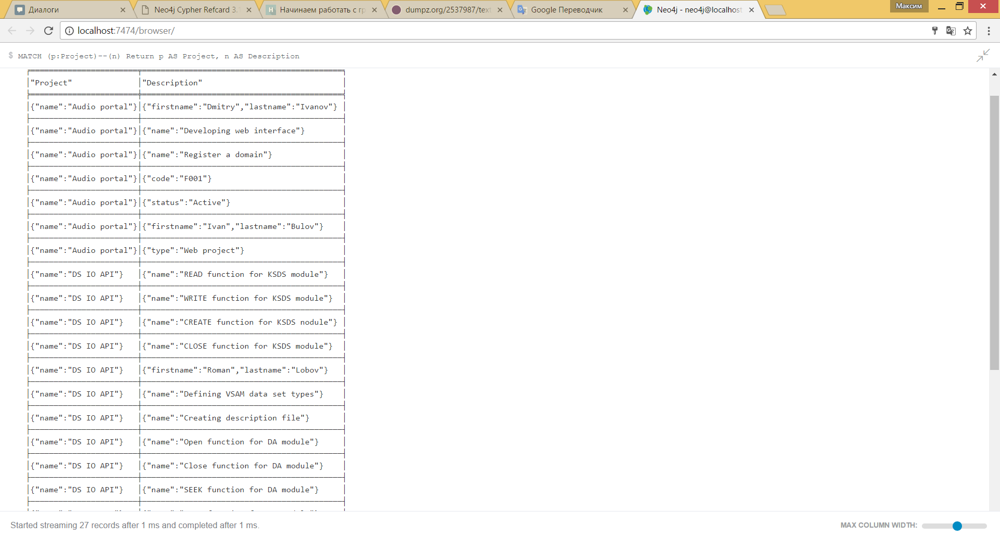 Диалоги
Neo4j Cypher Refcard 3.
Начинаем работать с гр
dumpz.org/2537987/text
Google Переводчик
Neo4j - neo4j@localhost
Максим
localhost:7474/browser/
$ MATCH (p:Project)--(n) Return p AS Project, n AS Description
"Project" "Description"
{"name":"Audio portal"} {"firstname":"Dmitry","lastname":"Ivanov"}
{"name":"Audio portal"} {"name":"Developing web interface"}
{"name":"Audio portal"} {"name":"Register a domain"}
{"name":"Audio portal"} {"code":"F001"}
{"name":"Audio portal"} {"status":"Active"}
{"name":"Audio portal"} {"firstname":"Ivan","lastname":"Bulov"}
{"name":"Audio portal"} {"type":"Web project"}
{"name":"DS IO API"} {"name":"READ function for KSDS module"}
{"name":"DS IO API"} {"name":"WRITE function for KSDS module"}
{"name":"DS IO API"} {"name":"CREATE function for KSDS nodule"}
{"name":"DS IO API"} {"name":"CLOSE function for KSDS module"}
{"name":"DS IO API"} {"firstname":"Roman","lastname":"Lobov"}
{"name":"DS IO API"} {"name":"Defining VSAM data set types"}
{"name":"DS IO API"} {"name":"Creating description file"}
{"name":"DS IO API"} {"name":"Open function for DA module"}
{"name":"DS IO API"} {"name":"Close function for DA module"}
{"name":"DS IO API"} {"name":"SEEK function for DA module"}
Started streaming 27 records after 1 ms and completed after 1 ms.
MAX COLUMN WIDTH: